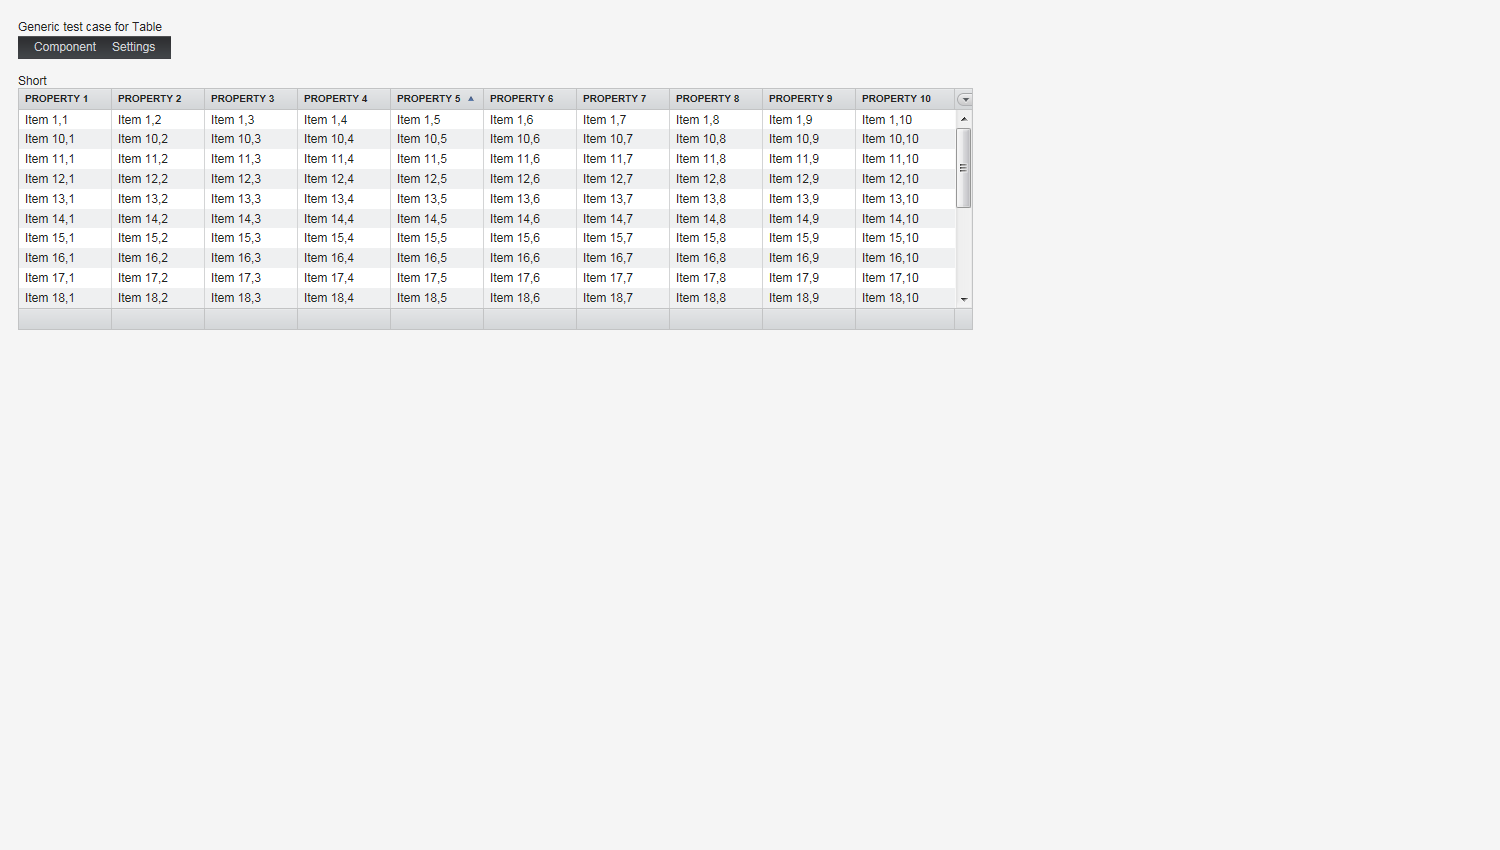 Generic test case for Table
Component Settings
Short
PROPERTY 1 PROPERTY 2 PROPERTY 3 PROPERTY 4 PROPERTY 5 PROPERTY 6 PROPERTY 7 PROPERTY 8 PROPERTY 9 PROPERTY 10
Item 1,1 Item 1,2 Item 1,3 Item 1,4 Item 1,5 Item 1,6 Item 1,7 Item 1,8 Item 1,9 Item 1,10
Item 10,1 Item 10,2 Item 10,3 Item 10,4 Item 10,5 Item 10,6 Item 10,7 Item 10,8 Item 10,9 Item 10,10
Item 11,1 Item 11,2 Item 11,3 Item 11,4 Item 11,5 Item 11,6 Item 11,7 Item 11,8 Item 11,9 Item 11,10
Item 12,1 Item 12,2 Item 12,3 Item 12,4 Item 12,5 Item 12,6 Item 12,7 Item 12,8 Item 12,9 Item 12,10
Item 13,1 Item 13,2 Item 13,3 Item 13,4 Item 13,5 Item 13,6 Item 13,7 Item 13,8 Item 13,9 Item 13,10
Item 14,1 Item 14,2 Item 14,3 Item 14,4 Item 14,5 Item 14,6 Item 14,7 Item 14,8 Item 14,9 Item 14,10
Item 15,1 Item 15,2 Item 15,3 Item 15,4 Item 15,5 Item 15,6 Item 15,7 Item 15,8 Item 15,9 Item 15,10
Item 16,1 Item 16,2 Item 16,3 Item 16,4 Item 16,5 Item 16,6 Item 16,7 Item 16,8 Item 16,9 Item 16,10
Item 17,1 Item 17,2 Item 17,3 Item 17,4 Item 17,5 Item 17,6 Item 17,7 Item 17,8 Item 17,9 Item 17,10
Item 18,1 Item 18,2 Item 18,3 Item 18,4 Item 18,5 Item 18,6 Item 18,7 Item 18,8 Item 18,9 Item 18,10